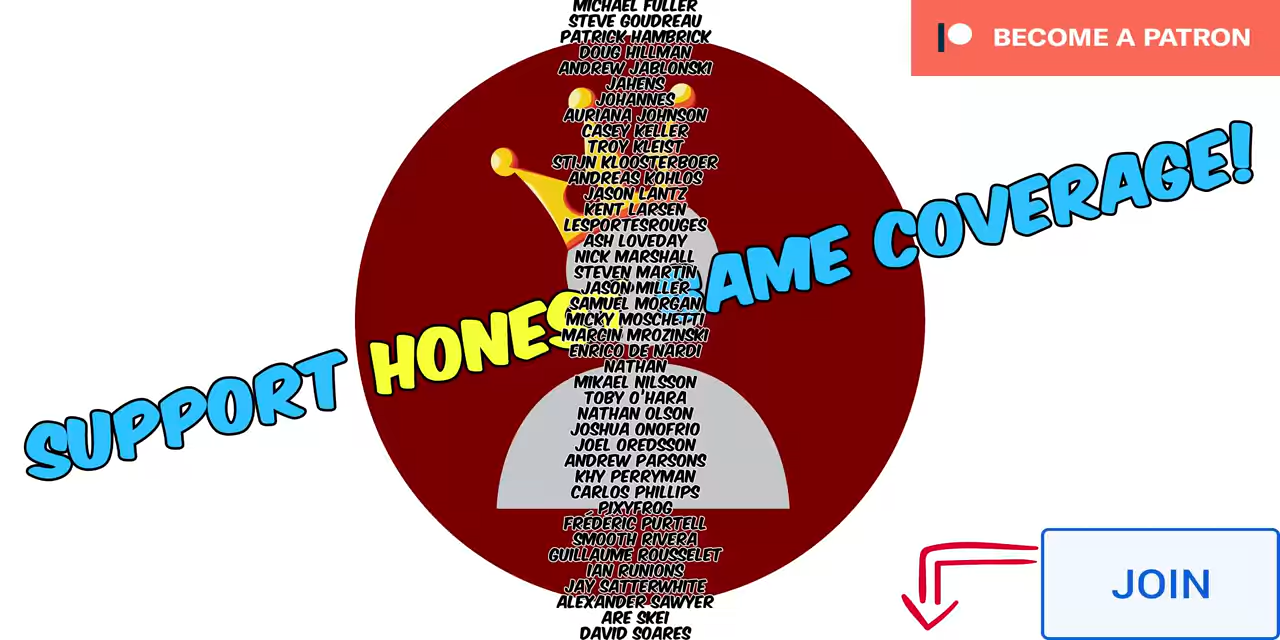 MICHAEL FULLER
STEVE GOUDREAU
PATRICK HAMBRICK
DOUG HILLMAN
ANDREW JABLONSKI
JAHENS
JOHANNES
AURIANA JOHNSON
CASEY KELLER
TROY KLEIST
STIJN KLOOSTERBOER
ANDREAS KOHLOS
JASON LANTZ
KENT LARSEN
LESPORTESROUGES
ASH LOVEDAY
NICK MARSHALL
STEVEN MARTIN
JASON MILLER
SAMUEL MORGAN
MICKY MOSCHETTI
MARCIN MROZINSKI
ENRICO DE NARDI
NATHAN
MIKAEL NILSSON
TOBY O'HARA
NATHAN OLSON
JOSHUA ONOFRIO
JOEL OREDSSON
ANDREW PARSONS
KHY PERRYMAN
CARLOS PHILLIPS
PIXYFROG
FRÉDÉRIC PURTELL
SMOOTH RIVERA
GUILLAUME ROUSSELET
IAN RUNIONS
JAY SATTERWHITE
ALEXANDER SAWYER
ARE SKEI
DAVID SOARES
BECOME A PATRON
SUPPORT HONEST GAME COVERAGE!
JOIN